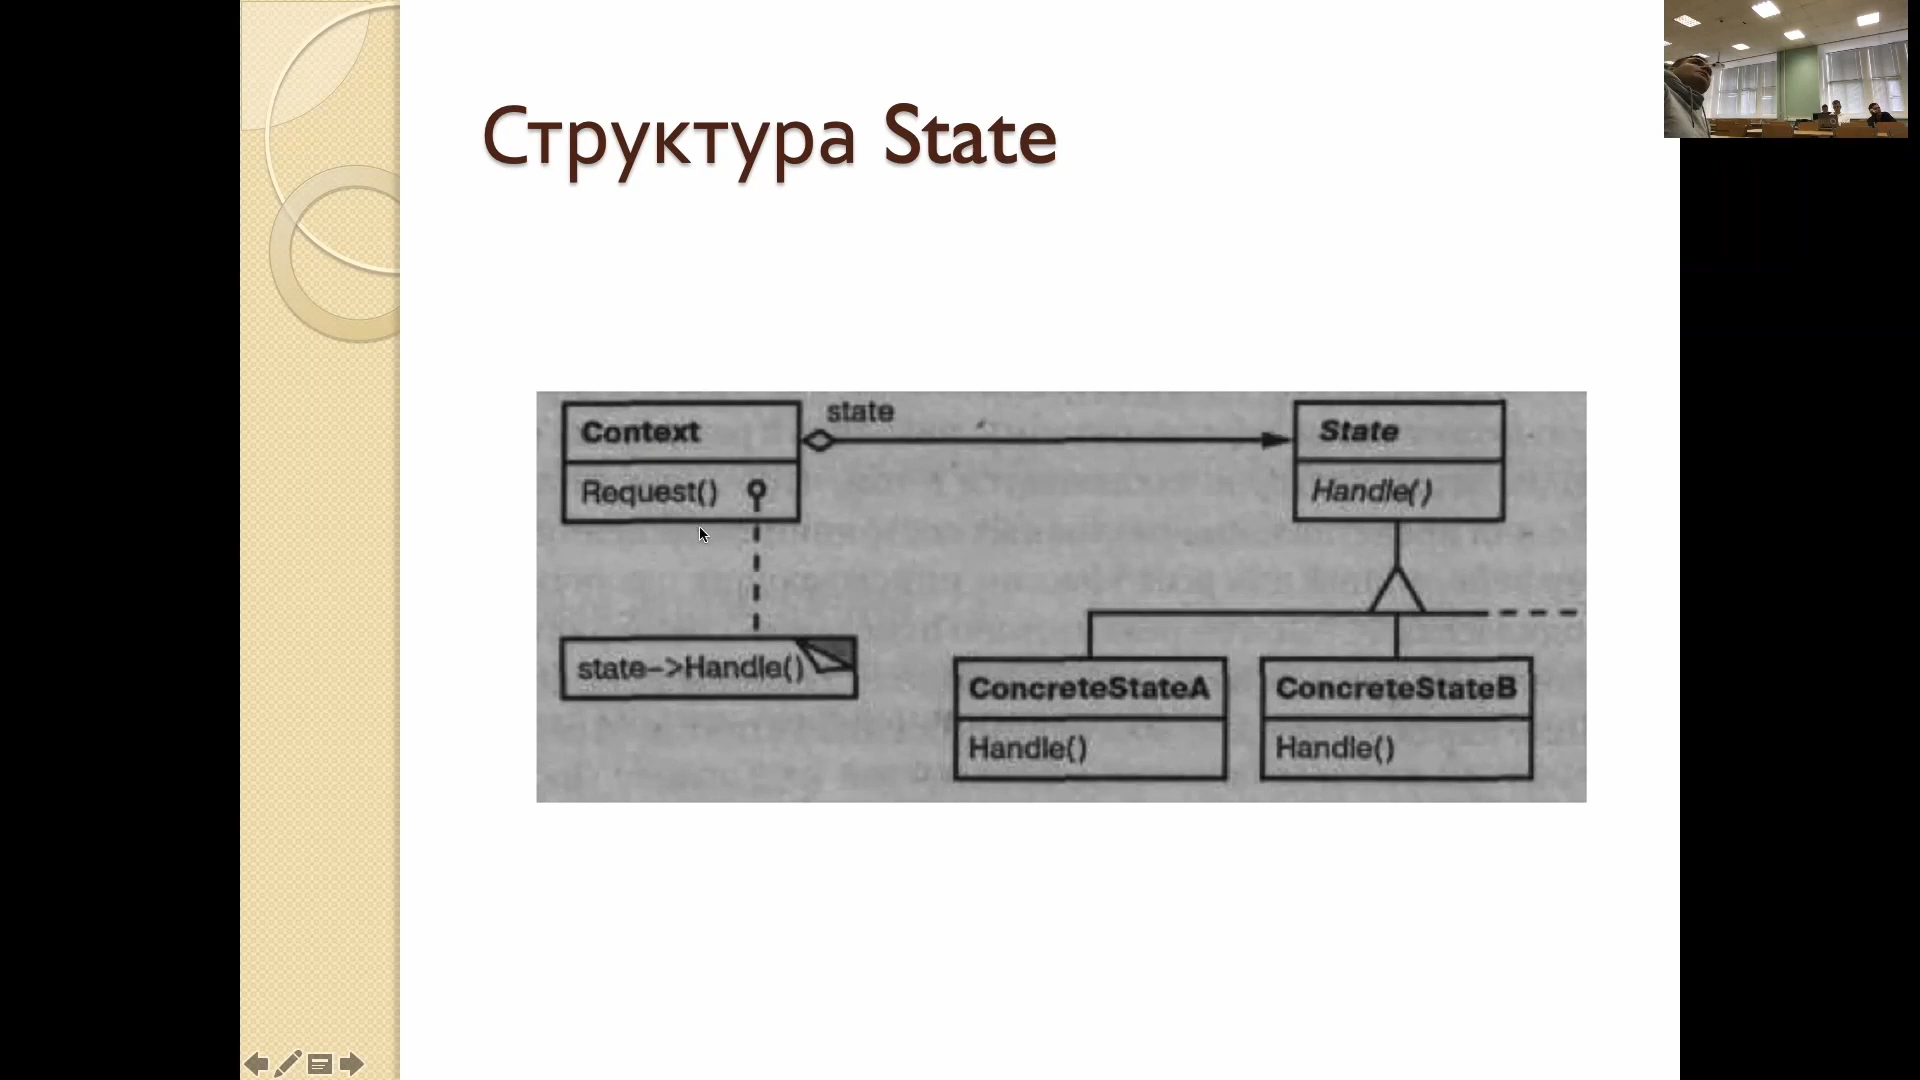 Структура State
state
Context
State
Request()
Handle()
state->Handle()
ConcreteStateA
ConcreteStateB
Handle()
Handle()